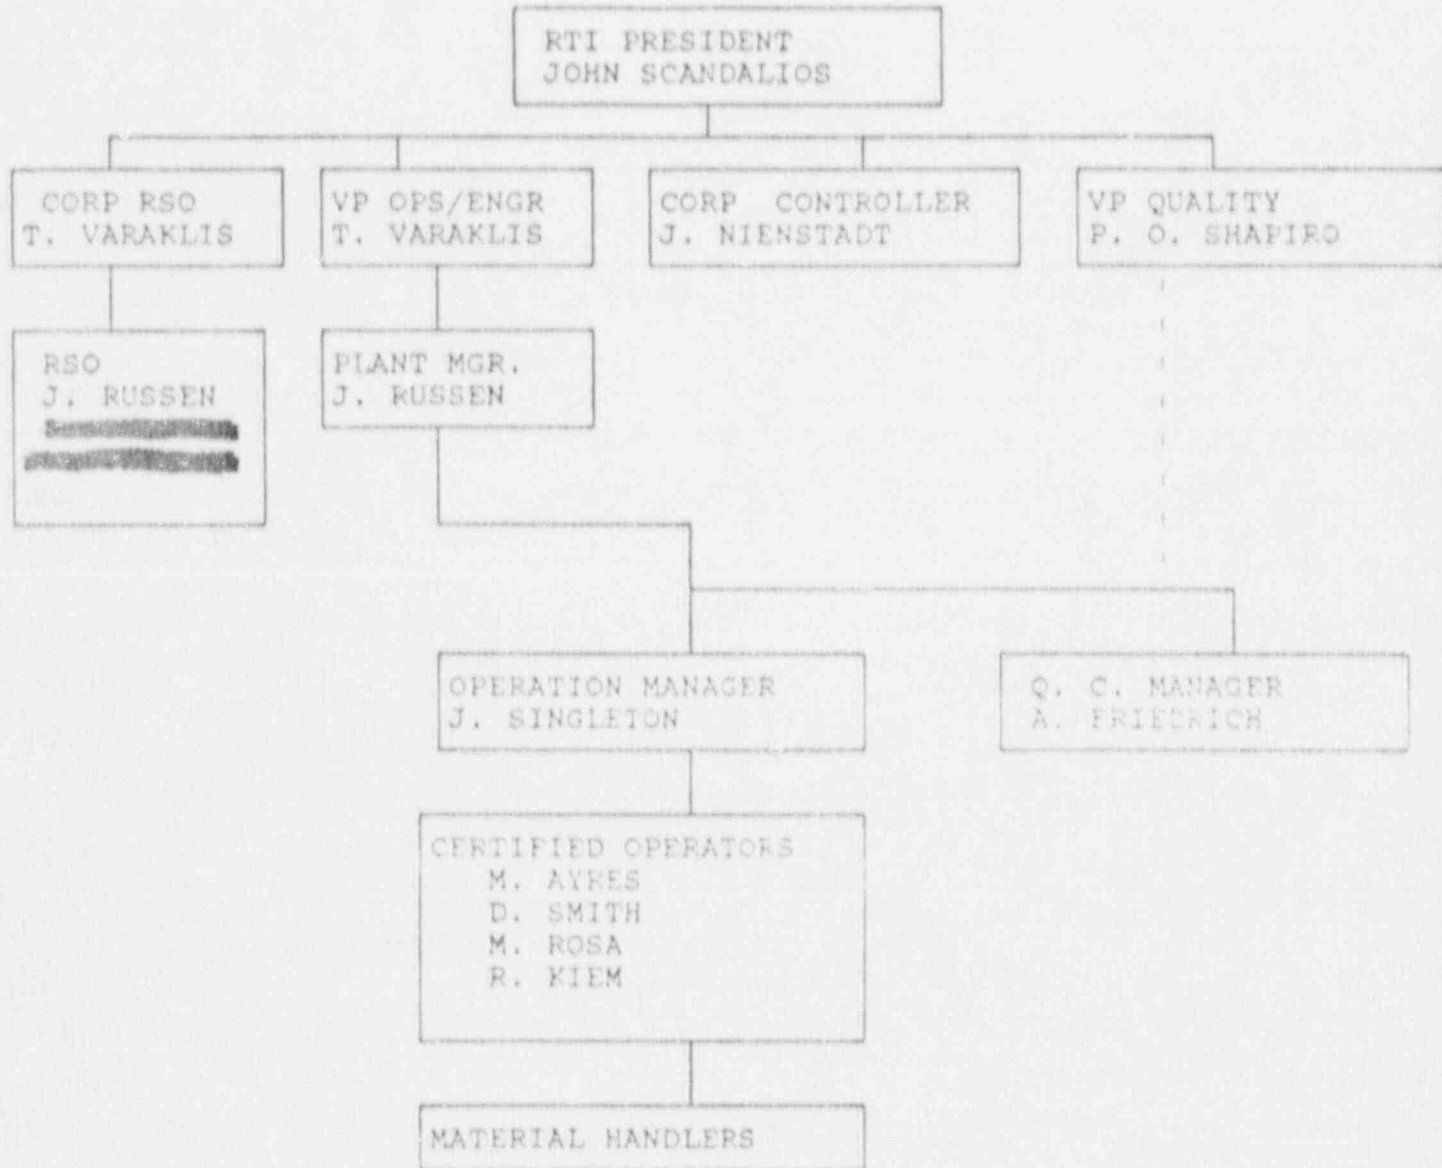 RTI PRESIDENT
JOHN SCANDALIOS
CORP RSO
T. VARAKLIS
VP OPS/ENGR
T. VARAKLIS
CORP CONTROLLER
J. NIENSTADT
VP QUALITY
P. O. SHAPIRO
RSO
J. RUSSEN
PLANT MGR.
J. RUSSEN
OPERATION MANAGER
J. SINGLETON
Q. C. MANAGER
A. FRIEDRICH
CERTIFIED OPERATORS
M. AYRES
D. SMITH
M. ROSA
R. KIEM
MATERIAL HANDLERS